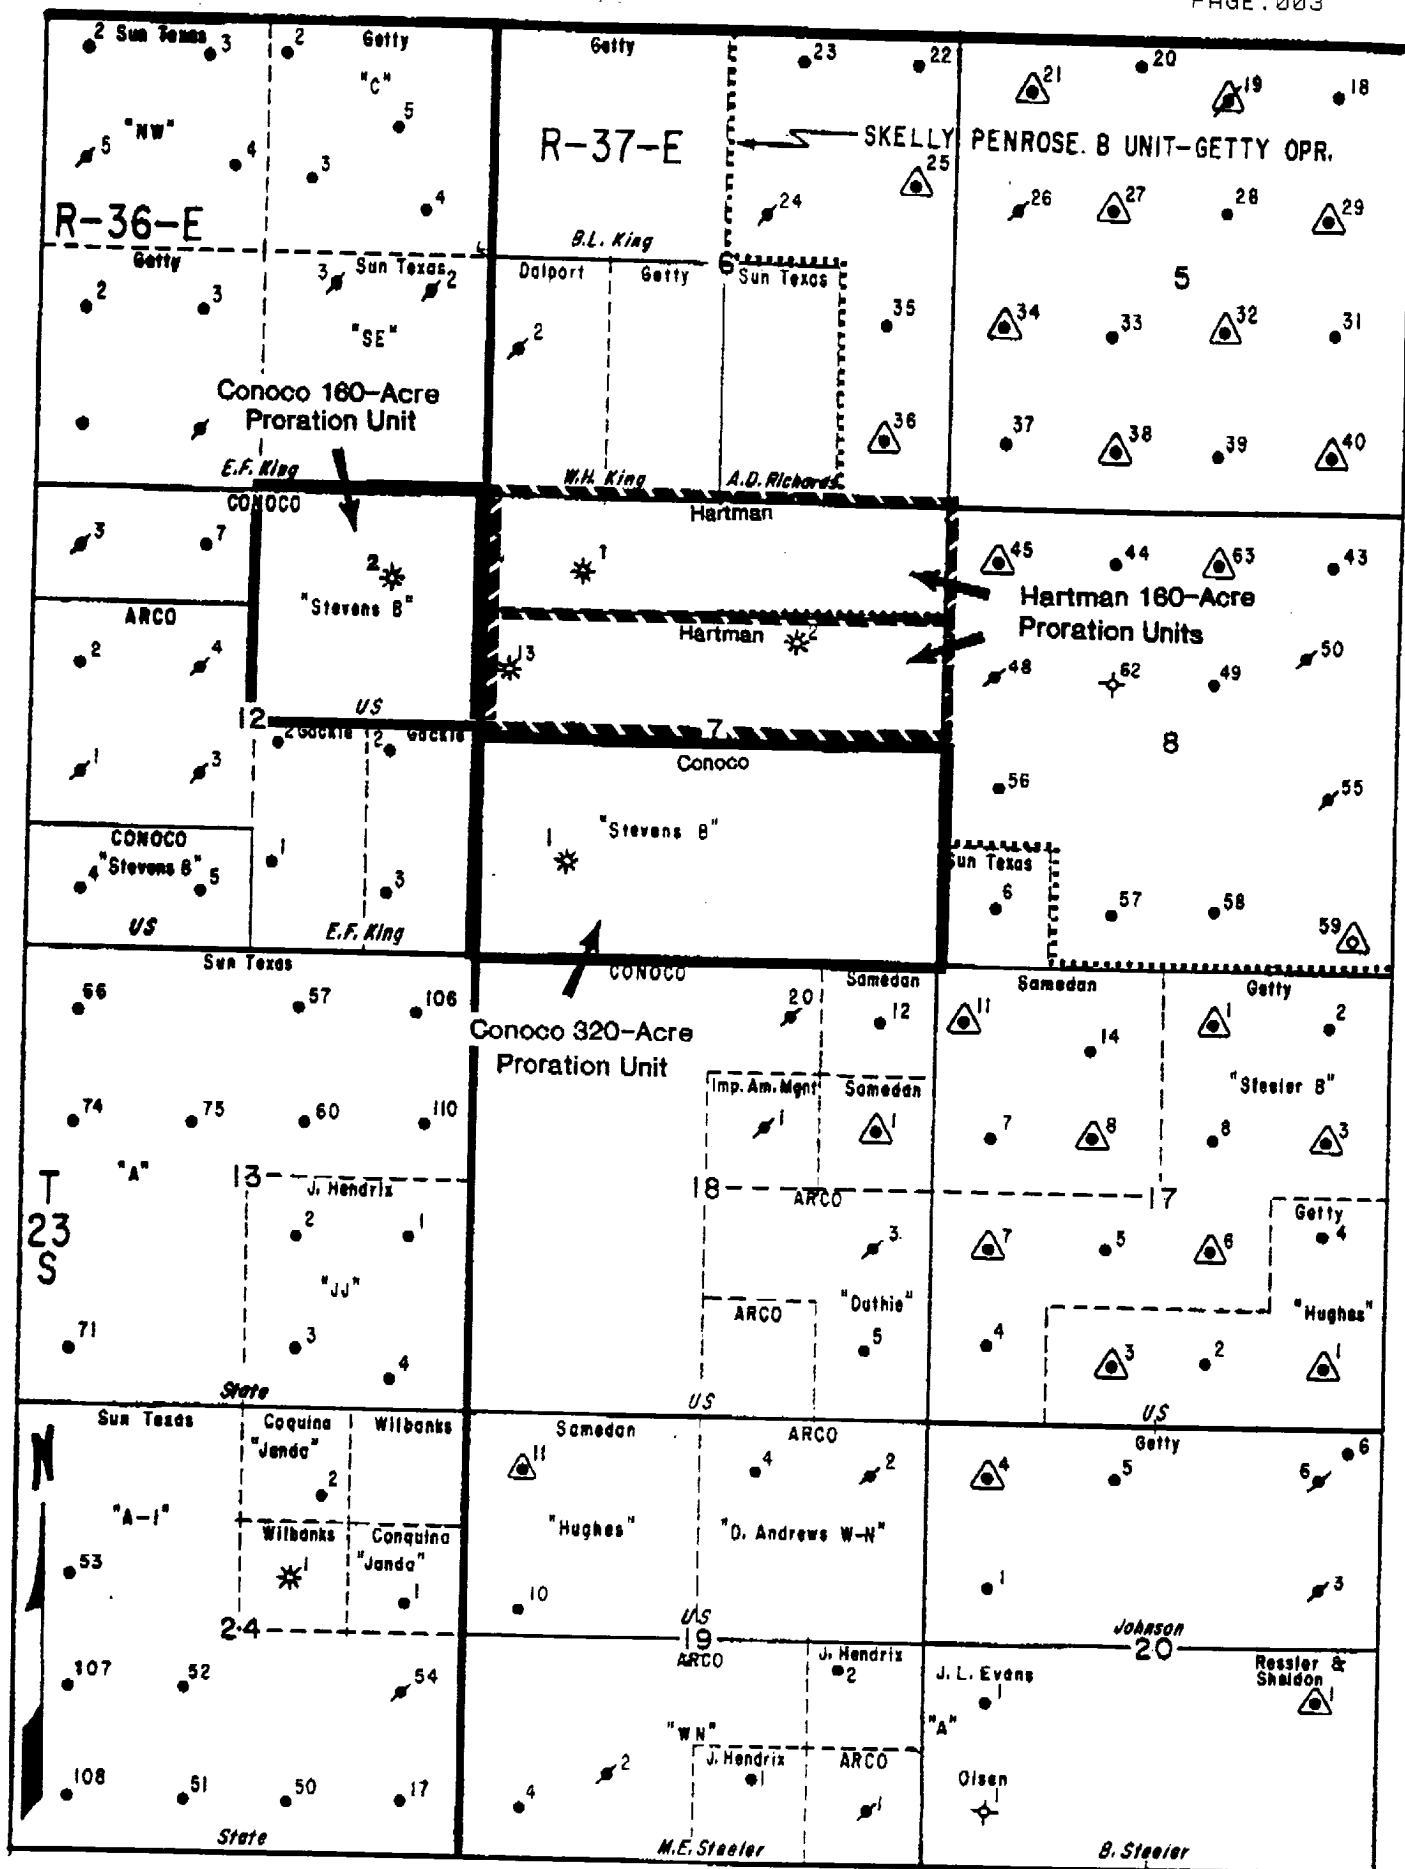 PAGE.003
2 Sun Texas 3 2 Getty Getty 23 22 20
"C" 21 19 18
5
"NW" R-37-E SKELLY PENROSE. B UNIT-GETTY OPR.
5 4 3 25
4 24 26 27 28 29
R-36-E
B.L. King
Getty 3 Sun Texas 2 Dalport Getty 6 Sun Texas 5
2 3 35 34 33 32 31
"SE" 2
Conoco 160-Acre
Proration Unit
36 37 38 39 40
E.F. King W.H. King A.D. Richards
CONOCO Hartman
3 7 2 1 45 44 63 43
"Stevens B" Hartman 160-Acre
Proration Units
ARCO Hartman 2
2 4 13 48 62 49 50
12 US 7 8
2 Gackle 2 Gackle
Conoco
1 3 56 55
CONOCO 1 "Stevens B"
"Stevens B" 1 Sun Texas
4 5 3 6 57 58 59
US E.F. King
Sun Texas CONOCO Samedan Samedan Getty
66 57 106 20 12 11 14 1 2
Conoco 320-Acre
Proration Unit
Imp. Am. Mgnt Samedan "Steeler B"
74 75 60 110 1 1 7 8 8 3
"A"
T 13 J. Hendrix 18 ARCO 17
23 2 1 3 7 5 6 Getty
S 4
"JJ" ARCO "Duthie" "Hughes"
71 3 4 5 4 3 2 1
State US US
Sun Texas Coquina Wilbanks Samedan ARCO Getty
"Janda" 11 4 2 4 5 6 6
N 2
"A-1" "Hughes" "D. Andrews W-N"
Wilbanks Conquina
53 1 "Janda" 1 10 1 3
24 US 19 Johnson 20
ARCO J. Hendrix J. L. Evans Ressler &
Sheldon
107 52 54 2 1 1
"WN" "A"
J. Hendrix ARCO Olsen
108 51 50 17 4 2 1 1 1
State M.E. Steeler B. Steeler